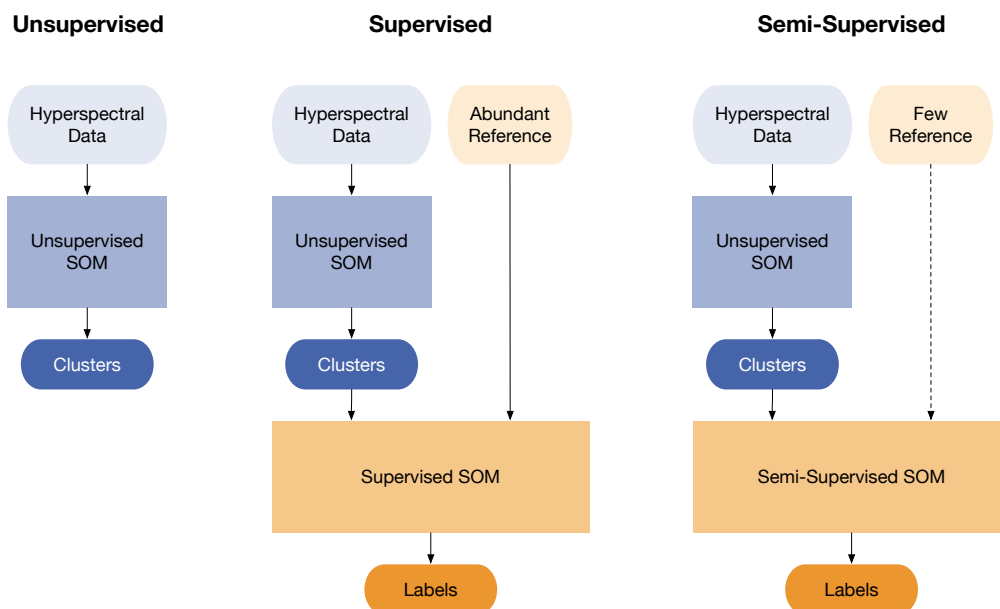 Unsupervised
Hyperspectral
Data
Unsupervised
SOM
Clusters
Supervised
Hyperspectral
Data
Abundant
Reference
Unsupervised
SOM
Clusters
Supervised SOM
Labels
Semi-Supervised
Hyperspectral
Data
Few
Reference
Unsupervised
SOM
Clusters
Semi-Supervised SOM
Labels